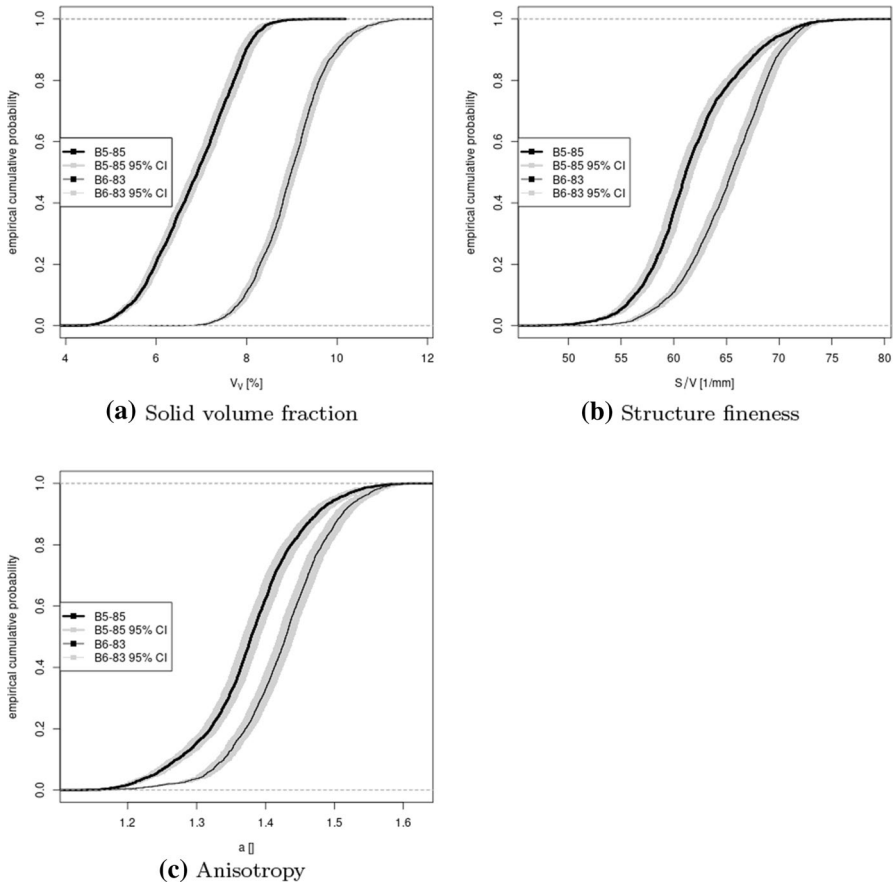 empirical cumulative probability
1.0
0.8
0.6
0.4
0.2
0.0
B5-85
B5-85 95% CI
B6-83
B6-83 95% CI
4 6 8 10 12
V_V [%]
(a) Solid volume fraction
empirical cumulative probability
1.0
0.8
0.6
0.4
0.2
0.0
B5-85
B5-85 95% CI
B6-83
B6-83 95% CI
50 55 60 65 70 75 80
S/V [1/mm]
(b) Structure fineness
empirical cumulative probability
1.0
0.8
0.6
0.4
0.2
0.0
B5-85
B5-85 95% CI
B6-83
B6-83 95% CI
1.2 1.3 1.4 1.5 1.6
a []
(c) Anisotropy